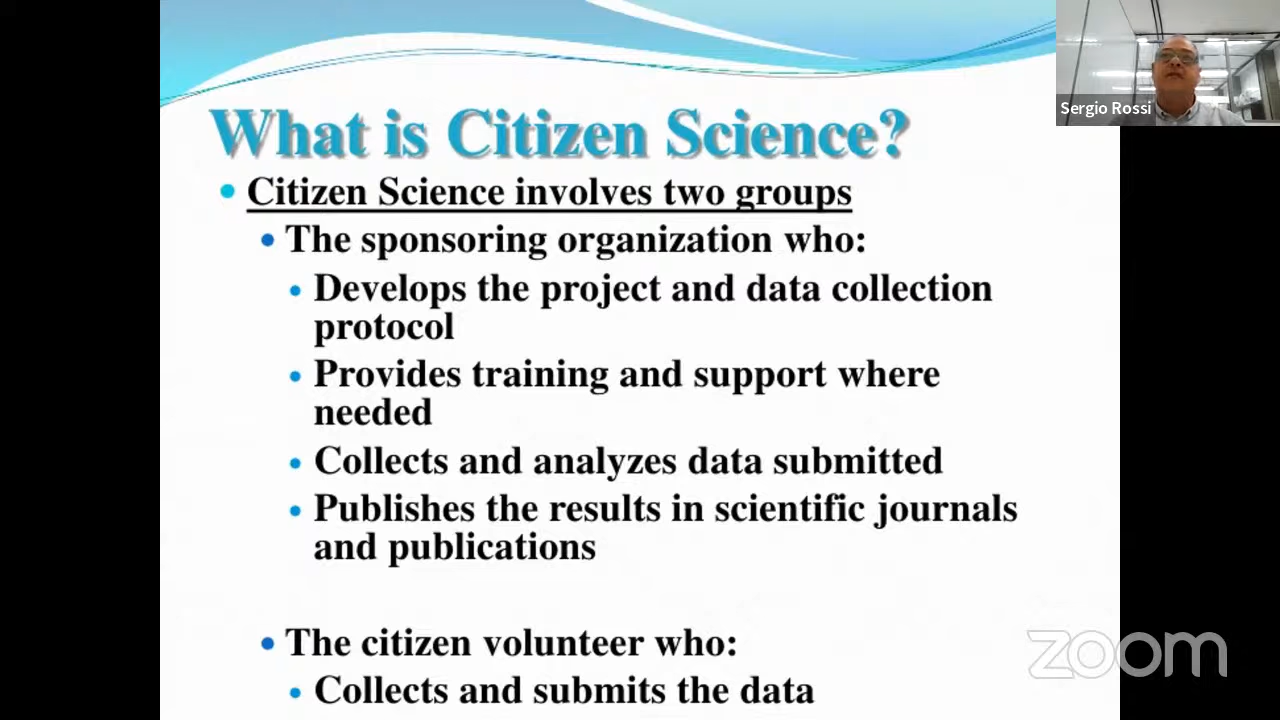 What is Citizen Science?
Sergio Rossi
Citizen Science involves two groups
The sponsoring organization who:
Develops the project and data collection
protocol
Provides training and support where
needed
Collects and analyzes data submitted
Publishes the results in scientific journals
and publications
The citizen volunteer who:
Collects and submits the data
zoom